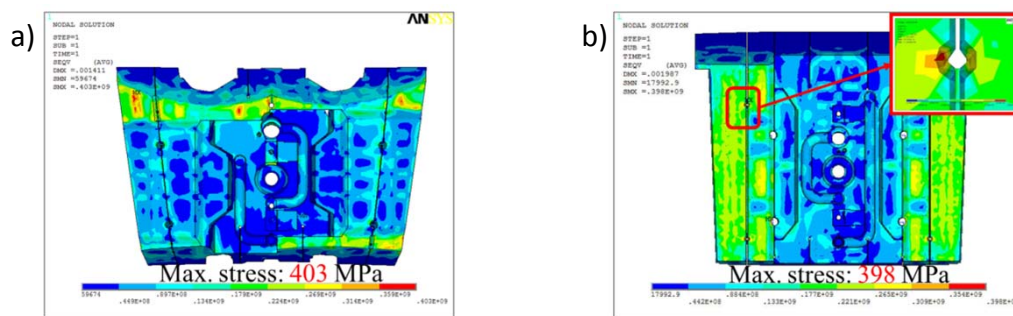 a)
1
ANSYS
NODAL SOLUTION
STEP=1
SUB =1
TIME=1
SEQV (AVG)
DMX =.001411
SMN =59674
SMX =.403E+09
Max. stress: 403 MPa
59674 .897E+08 .179E+09 .269E+09 .359E+09
.449E+08 .134E+09 .224E+09 .314E+09 .403E+09
b)
1
NODAL SOLUTION
STEP=1
SUB =1
TIME=1
SEQV (AVG)
DMX =.001987
SMN =17992.9
SMX =.398E+09
Max. stress: 398 MPa
17992.9 .884E+08 .177E+09 .265E+09 .354E+09
.442E+08 .133E+09 .221E+09 .309E+09 .398E+0